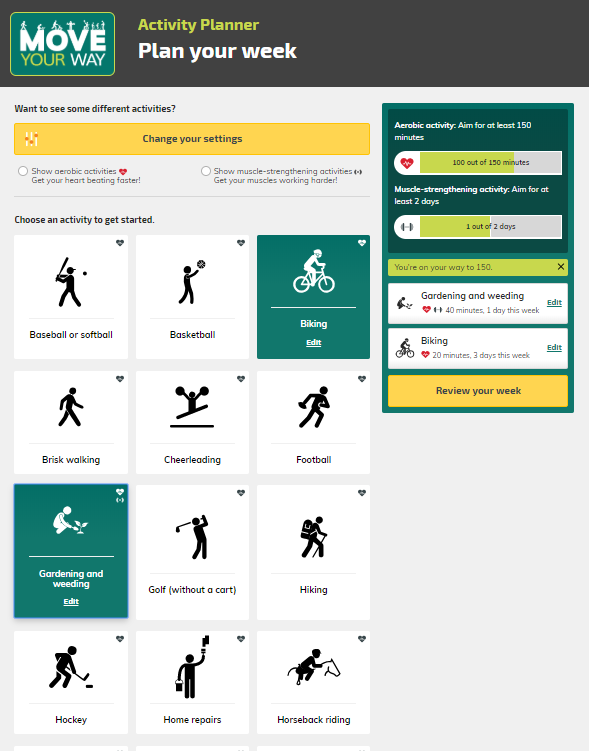 MOVE
YOUR WAY
Activity Planner
Plan your week
Want to see some different activities?
Change your settings
Show aerobic activities
Get your heart beating faster!
Show muscle-strengthening activities
Get your muscles working harder!
Choose an activity to get started.
Baseball or softball
Basketball
Biking
Edit
Brisk walking
Cheerleading
Football
Gardening and
weeding
Edit
Golf (without a cart)
Hiking
Hockey
Home repairs
Horseback riding
Aerobic activity: Aim for at least 150
minutes
100 out of 150 minutes
Muscle-strengthening activity: Aim for at
least 2 days
1 out of 2 days
You're on your way to 150.
Gardening and weeding
40 minutes, 1 day this week
Edit
Biking
20 minutes, 3 days this week
Edit
Review your week